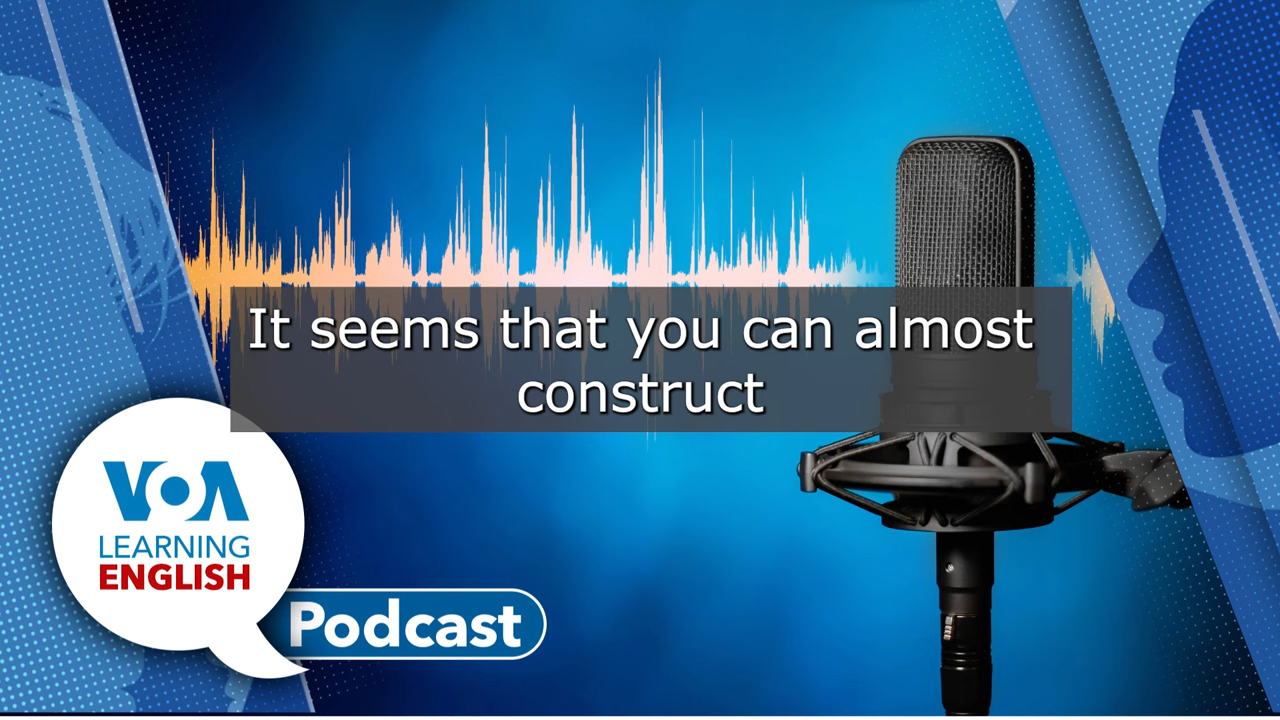 It seems that you can almost
construct
VOA
LEARNING
ENGLISH
Podcast